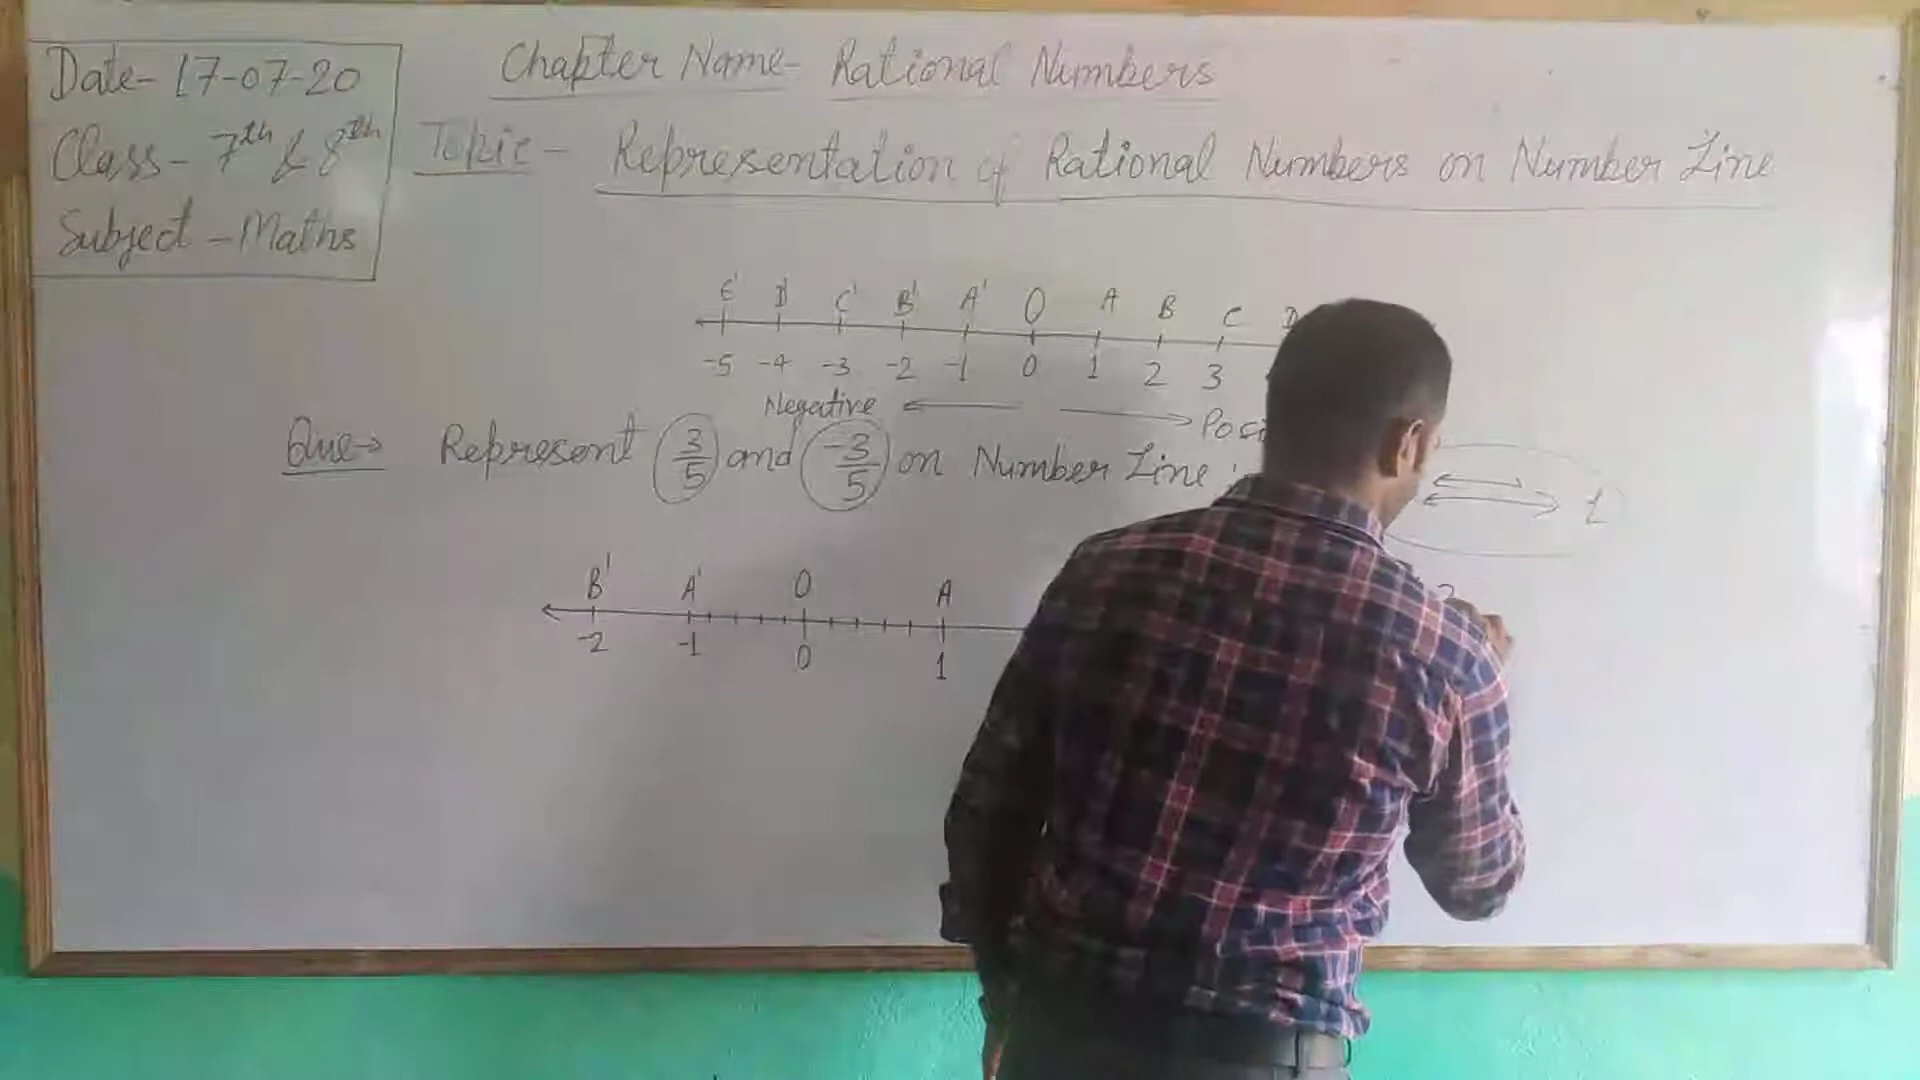 Date- 17-07-20
Class- 7th & 8th
Subject - Maths
Chapter Name- Rational Numbers
Topic - Representation of Rational Numbers on Number Line
E' D' C' B' A' O A B C D
-5 -4 -3 -2 -1 0 1 2 3
Negative
Que→ Represent 3/5 and -3/5 on Number Line
B' A' O A
-2 -1 0 1